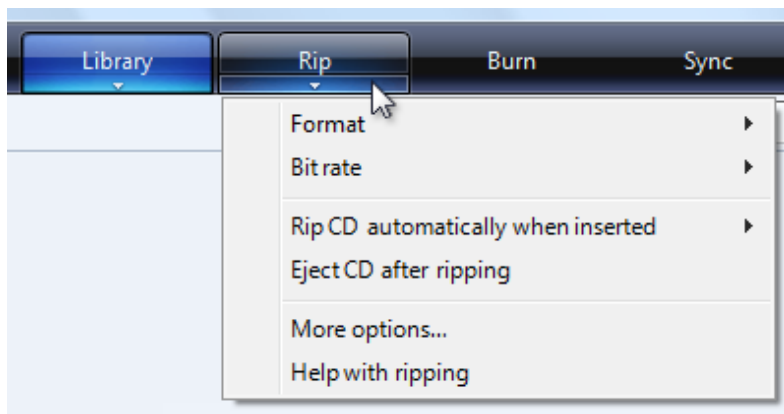 Library Rip Burn Sync
Format
Bit rate
Rip CD automatically when inserted
Eject CD after ripping
More options...
Help with ripping